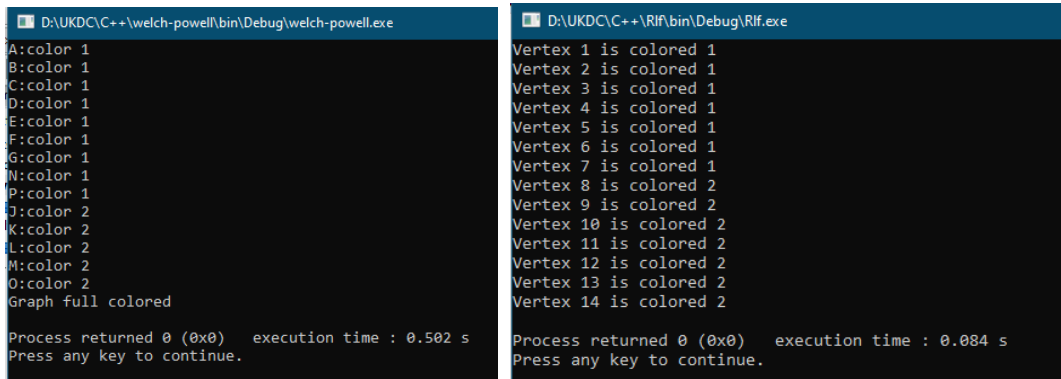 D:\UKDC\C++\welch-powell\bin\Debug\welch-powell.exe
A:color 1
B:color 1
C:color 1
D:color 1
E:color 1
F:color 1
G:color 1
N:color 1
P:color 1
J:color 2
K:color 2
L:color 2
M:color 2
O:color 2
Graph full colored
Process returned 0 (0x0)   execution time : 0.502 s
Press any key to continue.
D:\UKDC\C++\Rlf\bin\Debug\Rlf.exe
Vertex 1 is colored 1
Vertex 2 is colored 1
Vertex 3 is colored 1
Vertex 4 is colored 1
Vertex 5 is colored 1
Vertex 6 is colored 1
Vertex 7 is colored 1
Vertex 8 is colored 2
Vertex 9 is colored 2
Vertex 10 is colored 2
Vertex 11 is colored 2
Vertex 12 is colored 2
Vertex 13 is colored 2
Vertex 14 is colored 2
Process returned 0 (0x0)   execution time : 0.084 s
Press any key to continue.